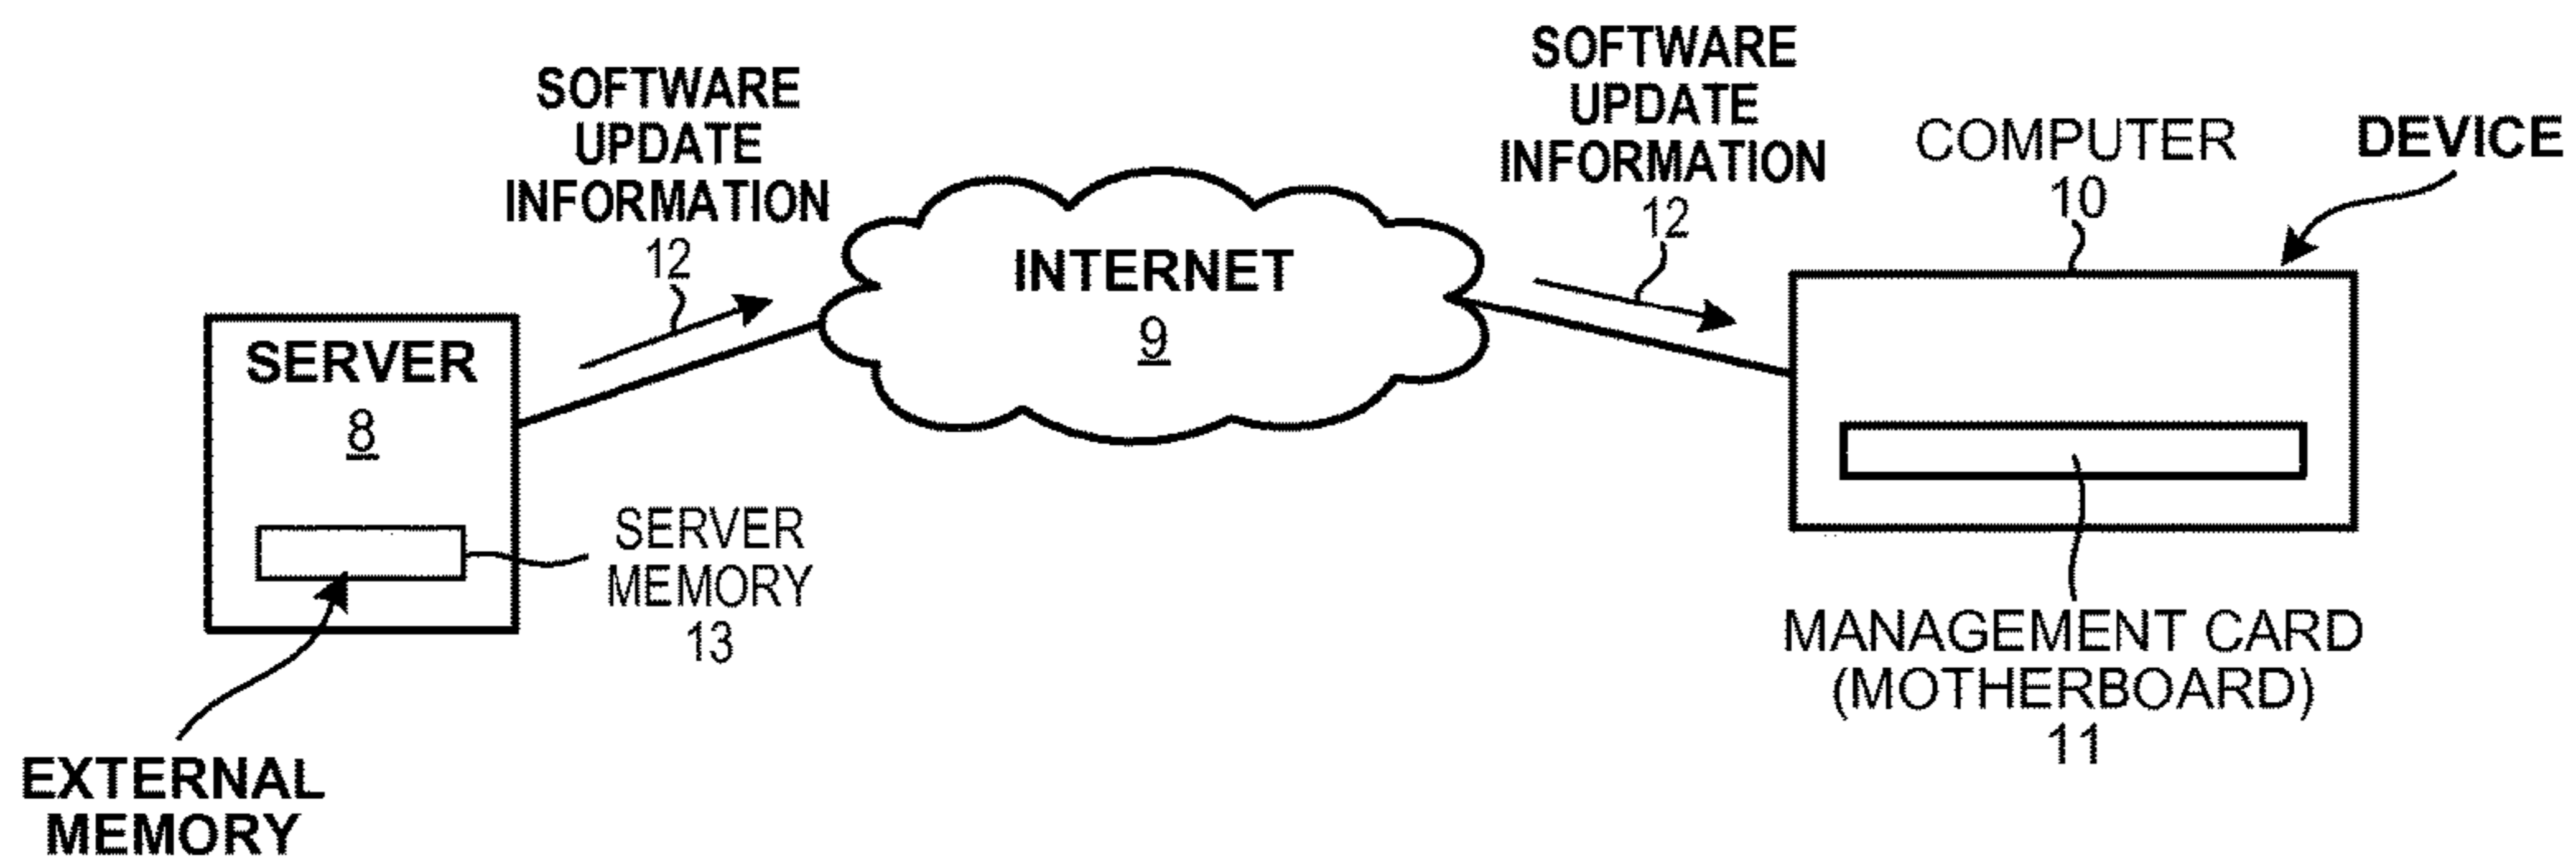 SOFTWARE
UPDATE
INFORMATION
12
SOFTWARE
UPDATE
INFORMATION
12
COMPUTER
10
DEVICE
INTERNET
9
SERVER
8
SERVER
MEMORY
13
MANAGEMENT CARD
(MOTHERBOARD)
11
EXTERNAL
MEMORY